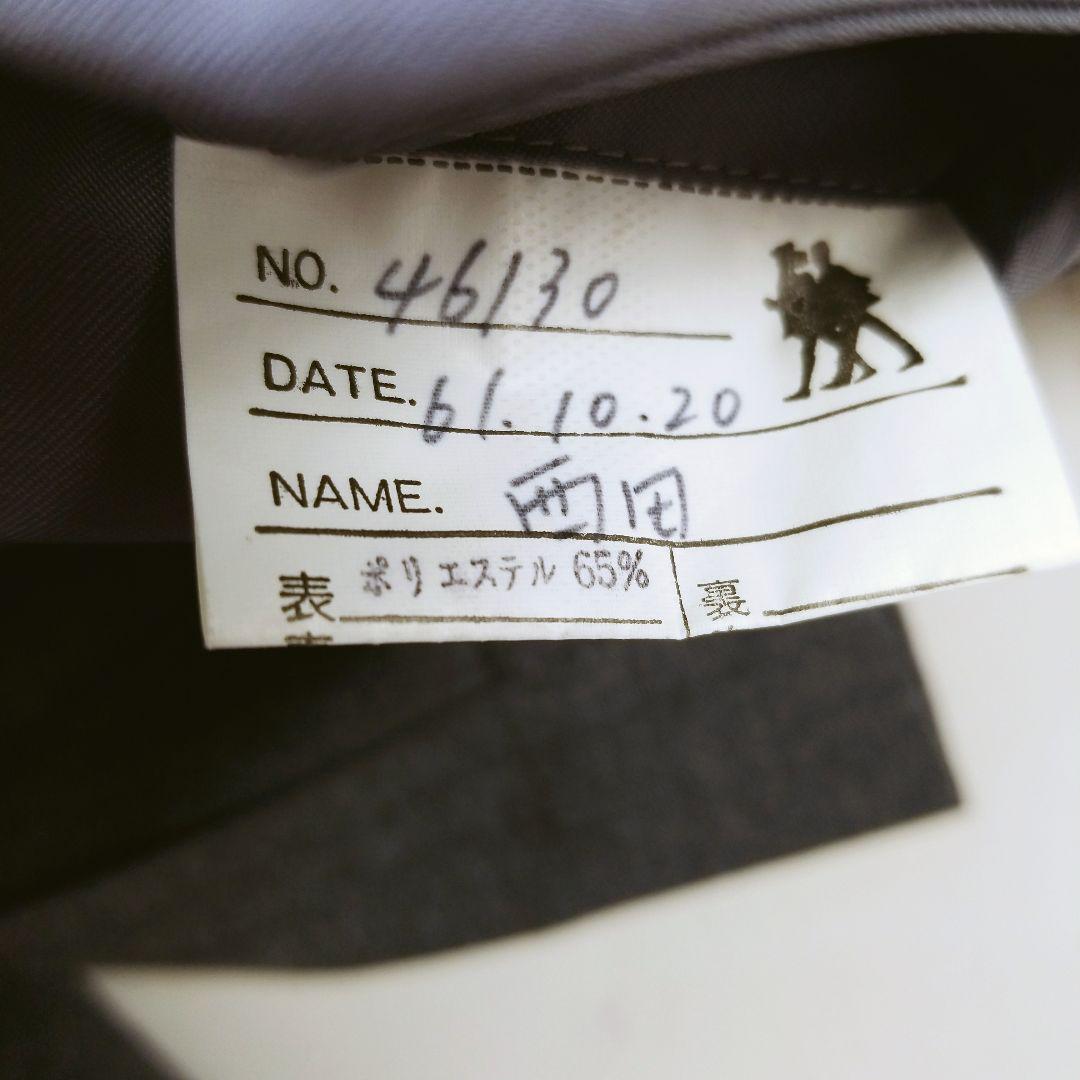 NO. 46130
DATE. 61.10.20
NAME. 西田
表 ポリエステル 65% 裏